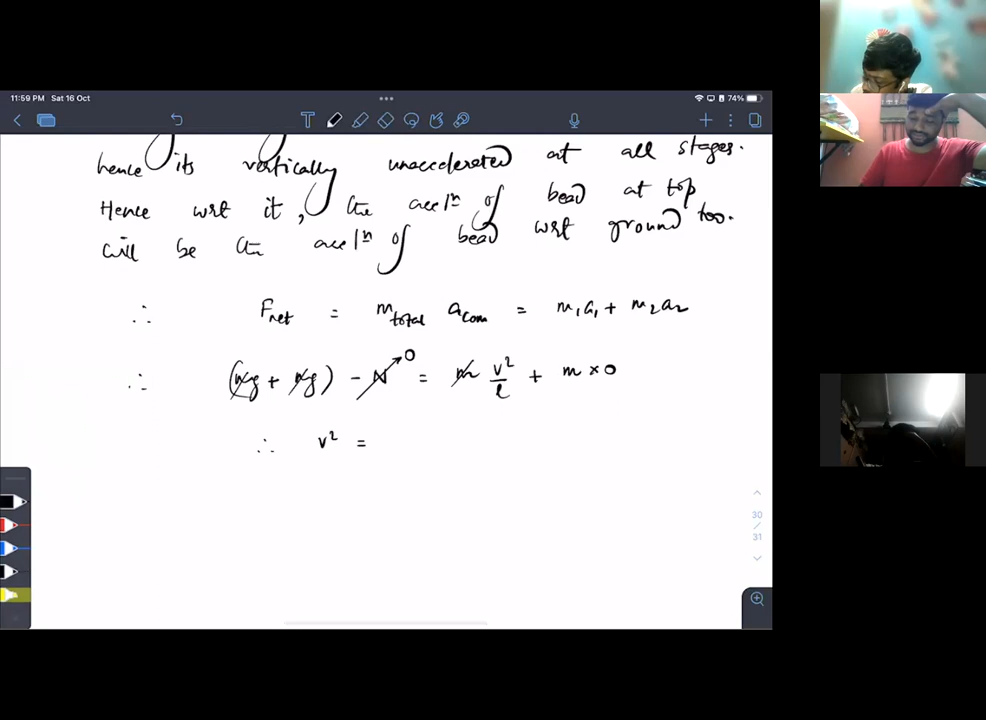 11:59 PM Sat 16 Oct
74%
hence its vertically unaccelerated at all stages.
Hence wrt it, the accln of bead at top
will be the accln of bead wrt ground too.
∴ Fnet = mtotal acom = m₁a₁ + m₂a₂
∴ (mg + mg) - N→0 = m v²/l + m × 0
∴ v² =
30
/
31